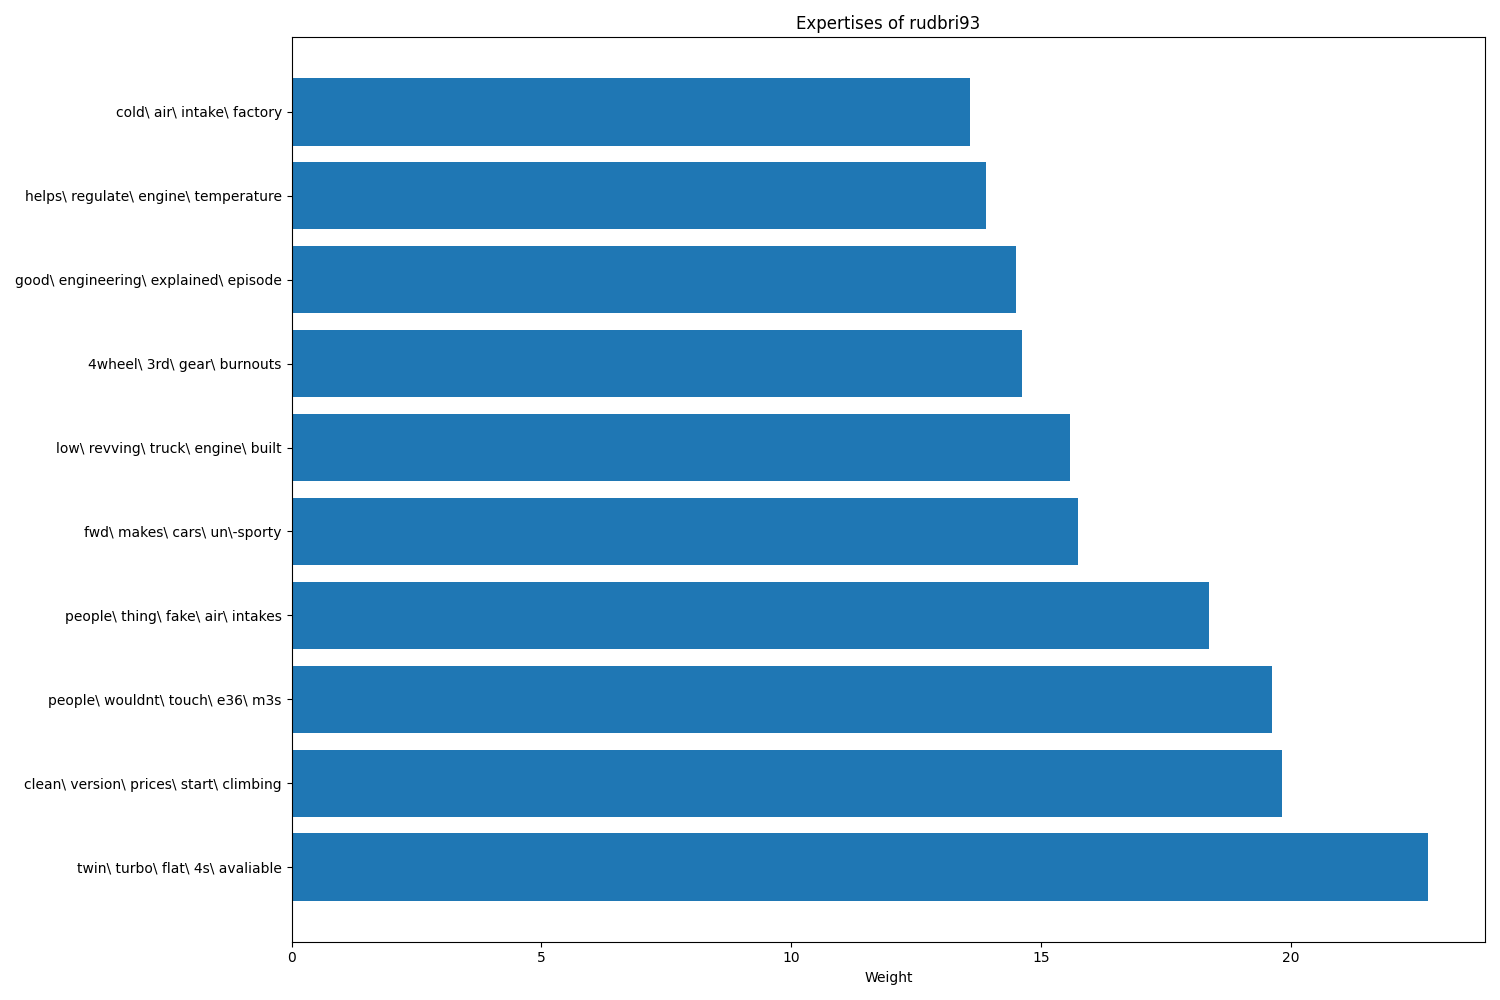 Expertises of rudbri93
cold\ air\ intake\ factory
helps\ regulate\ engine\ temperature
good\ engineering\ explained\ episode
4wheel\ 3rd\ gear\ burnouts
low\ revving\ truck\ engine\ built
fwd\ makes\ cars\ un\-sporty
people\ thing\ fake\ air\ intakes
people\ wouldnt\ touch\ e36\ m3s
clean\ version\ prices\ start\ climbing
twin\ turbo\ flat\ 4s\ avaliable
0 5 10 15 20
Weight